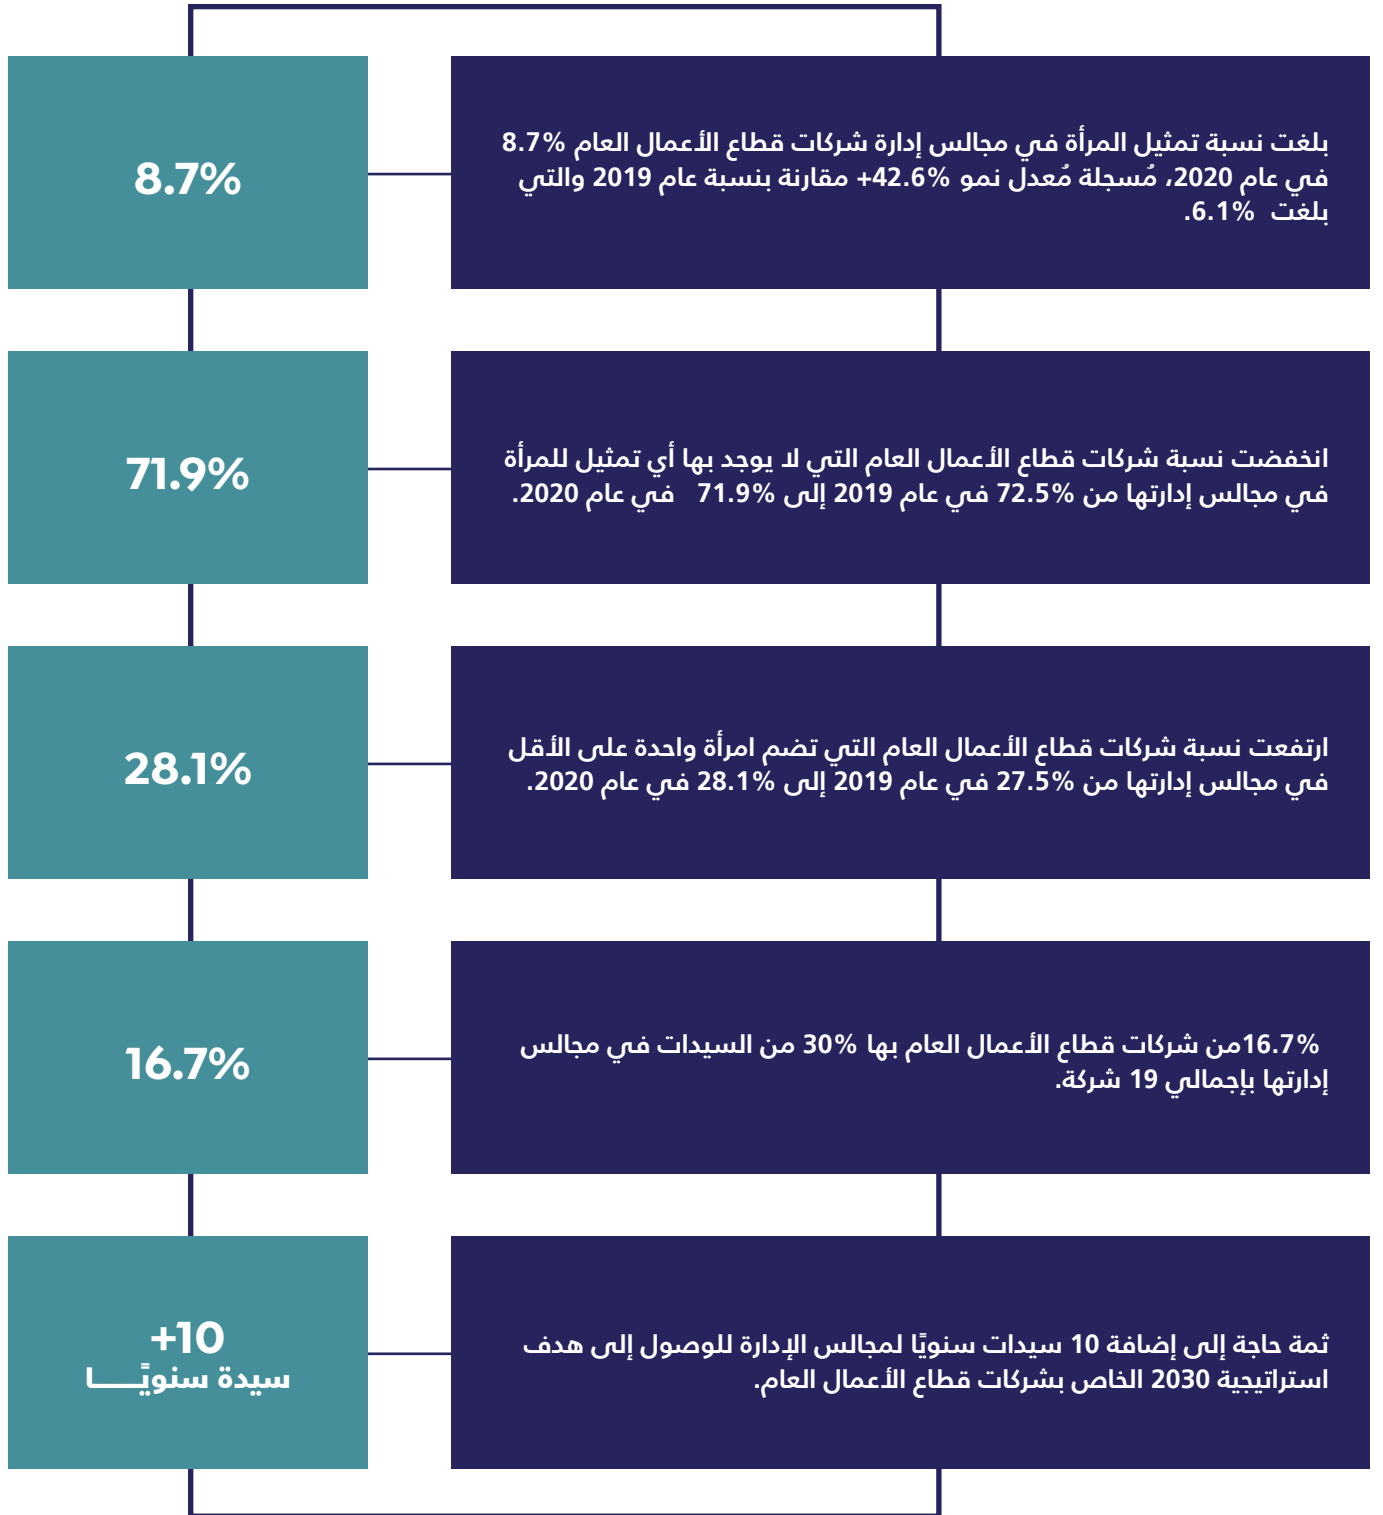 8.7%
بلغت نسبة تمثيل المرأة في مجالس إدارة شركات قطاع الأعمال العام 8.7%
في عام 2020، مُسجلة مُعدل نمو 42.6%+ مقارنة بنسبة عام 2019 والتي
بلغت 6.1%.
71.9%
انخفضت نسبة شركات قطاع الأعمال العام التي لا يوجد بها أي تمثيل للمرأة
في مجالس إدارتها من 72.5% في عام 2019 إلى 71.9% في عام 2020.
28.1%
ارتفعت نسبة شركات قطاع الأعمال العام التي تضم امرأة واحدة على الأقل
في مجالس إدارتها من 27.5% في عام 2019 إلى 28.1% في عام 2020.
16.7%
16.7%من شركات قطاع الأعمال العام بها 30% من السيدات في مجالس
إدارتها بإجمالي 19 شركة.
+10
سيدة سنويًـــــا
ثمة حاجة إلى إضافة 10 سيدات سنويًا لمجالس الإدارة للوصول إلى هدف
استراتيجية 2030 الخاص بشركات قطاع الأعمال العام.